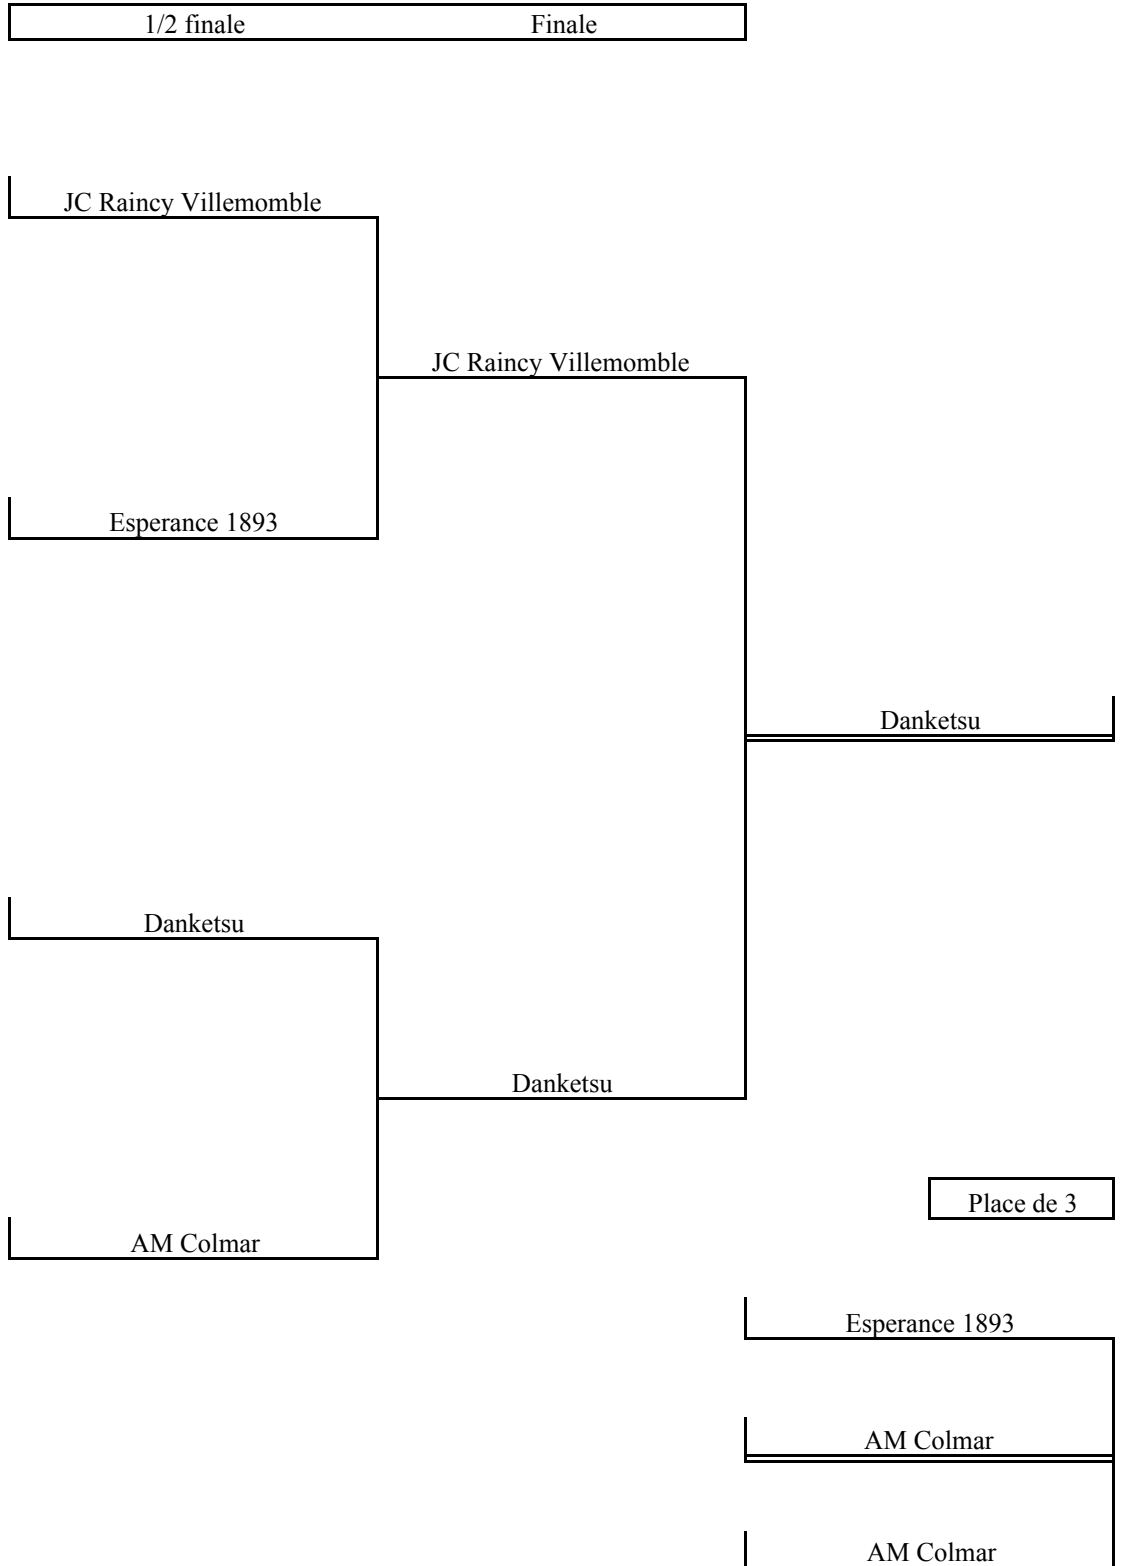 1/2 finale Finale
JC Raincy Villemomble
JC Raincy Villemomble
Esperance 1893
Danketsu
Danketsu
Danketsu
Place de 3
AM Colmar
Esperance 1893
AM Colmar
AM Colmar